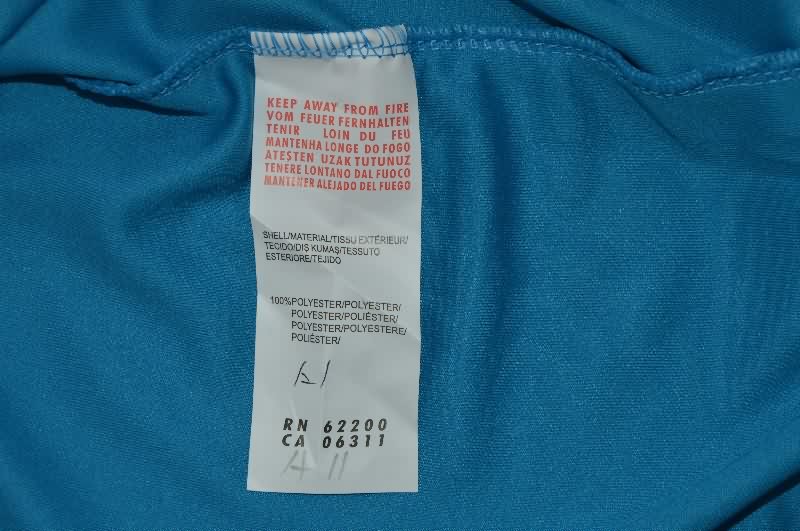 KEEP AWAY FROM FIRE
VOM FEUER FERNHALTEN
TENIR LOIN DU FEU
MANTENHA LONGE DO FOGO
ATEŞTEN UZAK TUTUNUZ
TENERE LONTANO DAL FUOCO
MANTENER ALEJADO DEL FUEGO
SHELL/MATERIAL/TISSU EXTÉRIEUR/
TECIDO/DIŞ KUMAŞ/TESSUTO
ESTERIORE/TEJIDO
100%POLYESTER/POLYESTER/
POLYESTER/POLIÉSTER/
POLYESTER/POLYESTERE/
POLIÉSTER/
RN 62200
CA 06311